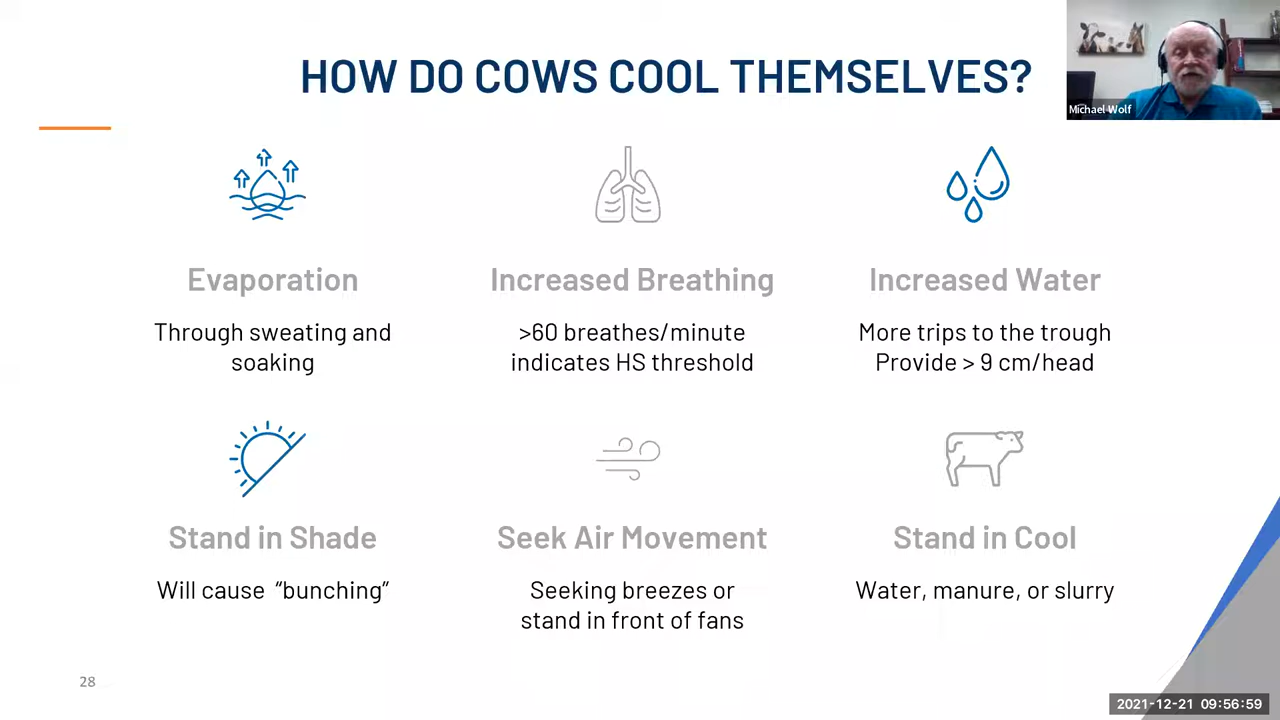 HOW DO COWS COOL THEMSELVES?
Michael Wolf
Evaporation
Through sweating and
soaking
Increased Breathing
>60 breathes/minute
indicates HS threshold
Increased Water
More trips to the trough
Provide > 9 cm/head
Stand in Shade
Will cause "bunching"
Seek Air Movement
Seeking breezes or
stand in front of fans
Stand in Cool
Water, manure, or slurry
28
2021-12-21 09:56:59